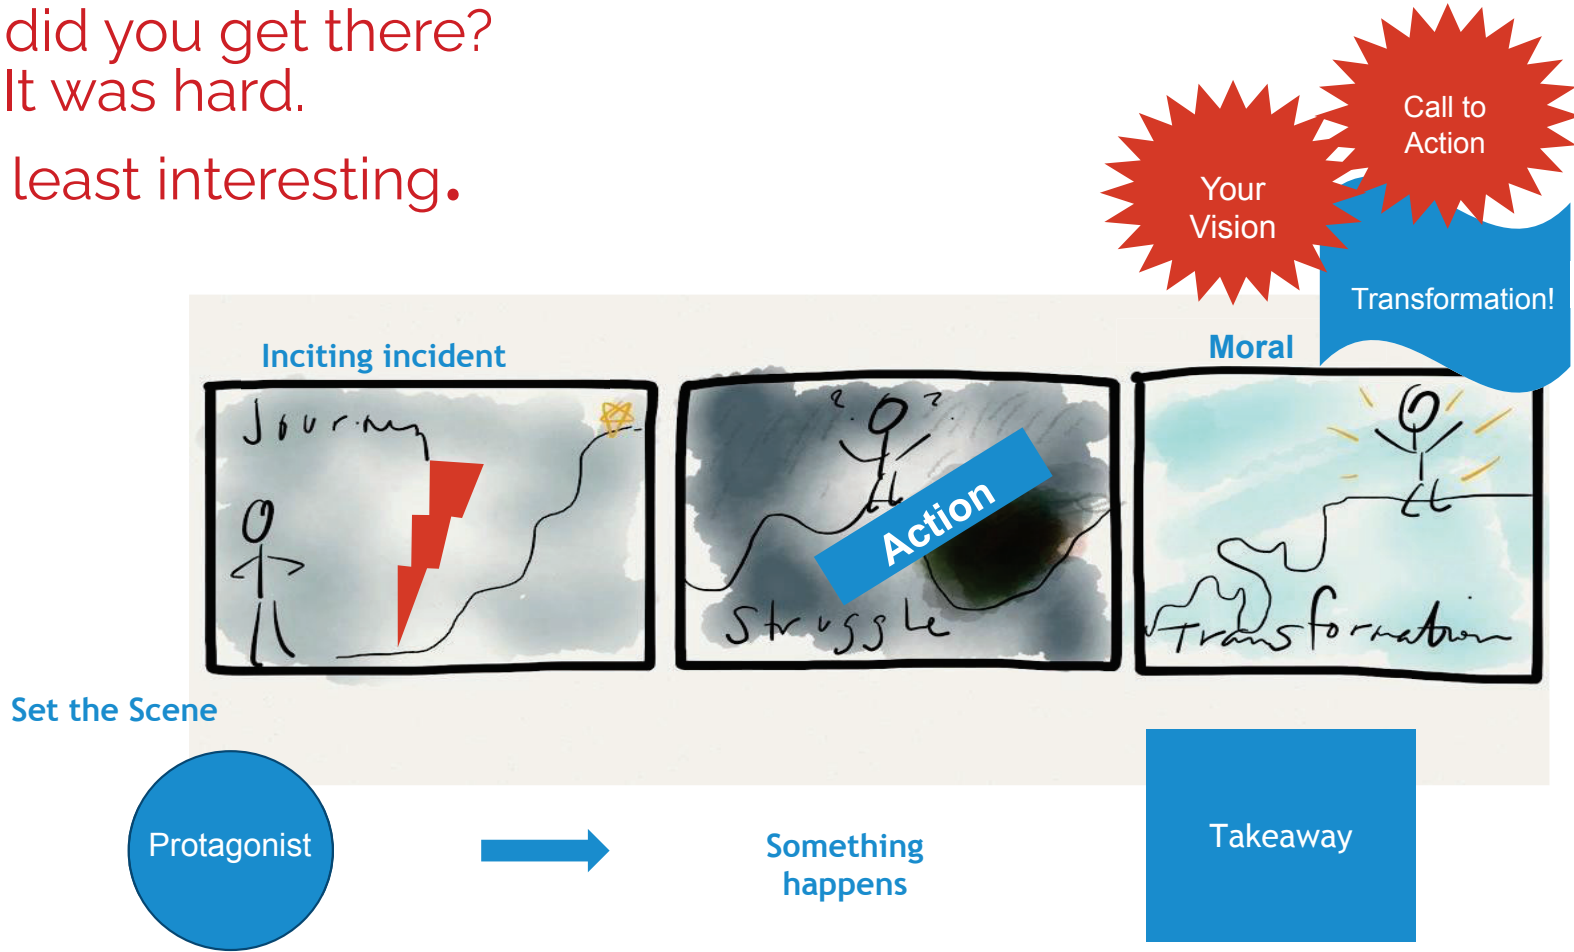 did you get there?
It was hard.
least interesting.
Call to
Action
Your
Vision
Transformation!
Inciting incident
Moral
Journey
? ?
Action
Struggle
Transformation
Set the Scene
Protagonist
Something
happens
Takeaway